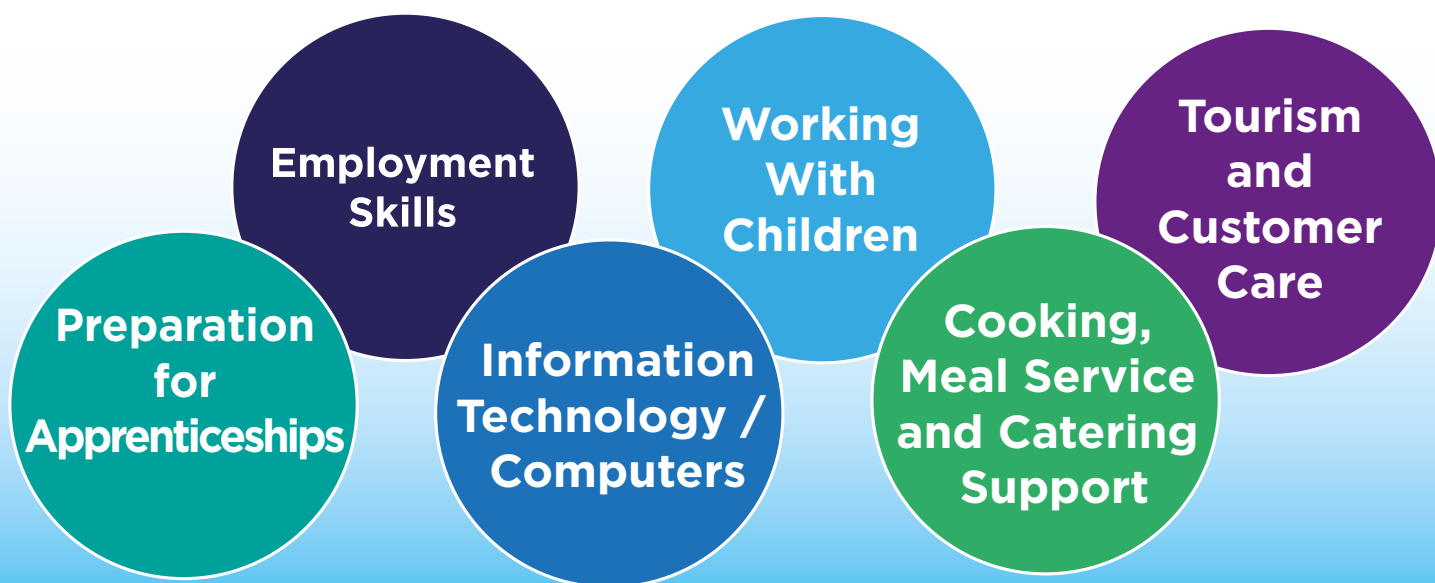 Employment
Skills
Working
With
Children
Tourism
and
Customer
Care
Preparation
for
Apprenticeships
Information
Technology /
Computers
Cooking,
Meal Service
and Catering
Support